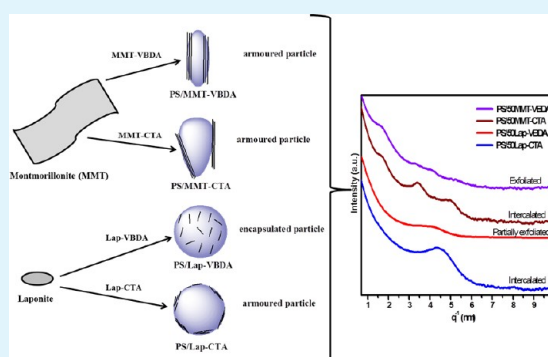 MMT-VBDA
armoured particle
PS/MMT-VBDA
MMT-CTA
armoured particle
Montmorillonite (MMT)
PS/MMT-CTA
Lap-VBDA
encapsulated particle
PS/Lap-VBDA
Laponite
Lap-CTA
armoured particle
PS/Lap-CTA
PS/50MMT-VBDA
PS/50MMT-CTA
PS/50Lap-VBDA
PS/50Lap-CTA
Intensity (a.u.)
Exfoliated
Intercalated
Partially exfoliated
Intercalated
1 2 3 4 5 6 7 8 9
q⁻¹ (nm)